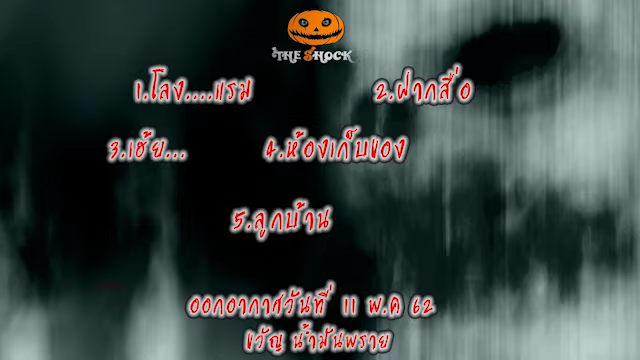 THE SHOCK
1.โลง....แรม 2.ฝากสื่อ
3.เฮ้ย... 4.ห้องเก็บของ
5.ลูกบ้าน
ออกอากาศวันที่ 11 พ.ค 62
ขวัญ น้ำมันพราย